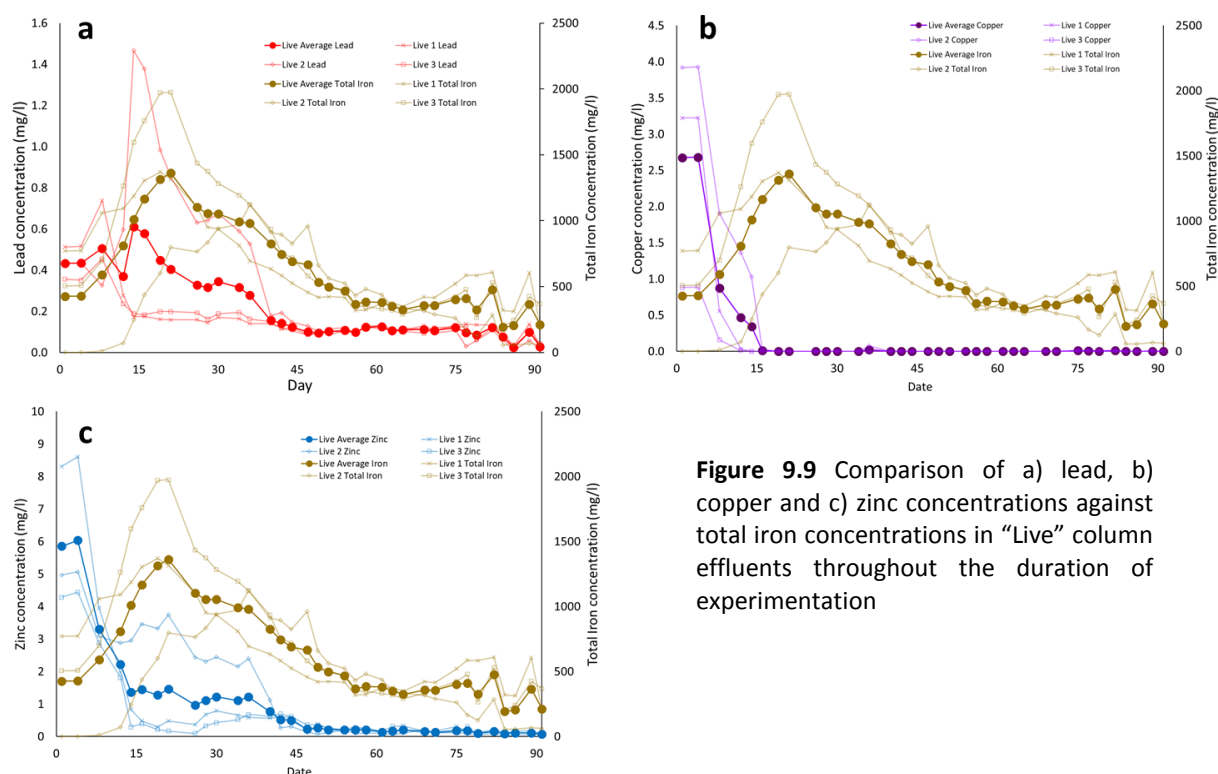 a
Lead concentration (mg/l)
1.6
1.4
1.2
1.0
0.8
0.6
0.4
0.2
0.0
1
15
30
45
60
75
90
Day
2500
2000
1500
1000
500
0
Total Iron Concentration (mg/l)
Live Average Lead
Live 1 Lead
Live 2 Lead
Live 3 Lead
Live Average Total Iron
Live 1 Total Iron
Live 2 Total Iron
Live 3 Total Iron
b
Copper concentration (mg/l)
4.5
4.0
3.5
3.0
2.5
2.0
1.5
1.0
0.5
0.0
1
15
30
45
60
75
90
Date
2500
2000
1500
1000
500
0
Total Iron concentration (mg/l)
Live Average Copper
Live 1 Copper
Live 2 Copper
Live 3 Copper
Live Average Iron
Live 1 Total Iron
Live 2 Total Iron
Live 3 Total Iron
c
Zinc concentration (mg/l)
10
9
8
7
6
5
4
3
2
1
0
1
15
30
45
60
75
90
Date
2500
2000
1500
1000
500
0
Total Iron concentration (mg/l)
Live Average Zinc
Live 1 Zinc
Live 2 Zinc
Live 3 Zinc
Live Average Iron
Live 1 Total Iron
Live 2 Total Iron
Live 3 Total Iron
Figure 9.9 Comparison of a) lead, b)
copper and c) zinc concentrations against
total iron concentrations in “Live” column
effluents throughout the duration of
experimentation